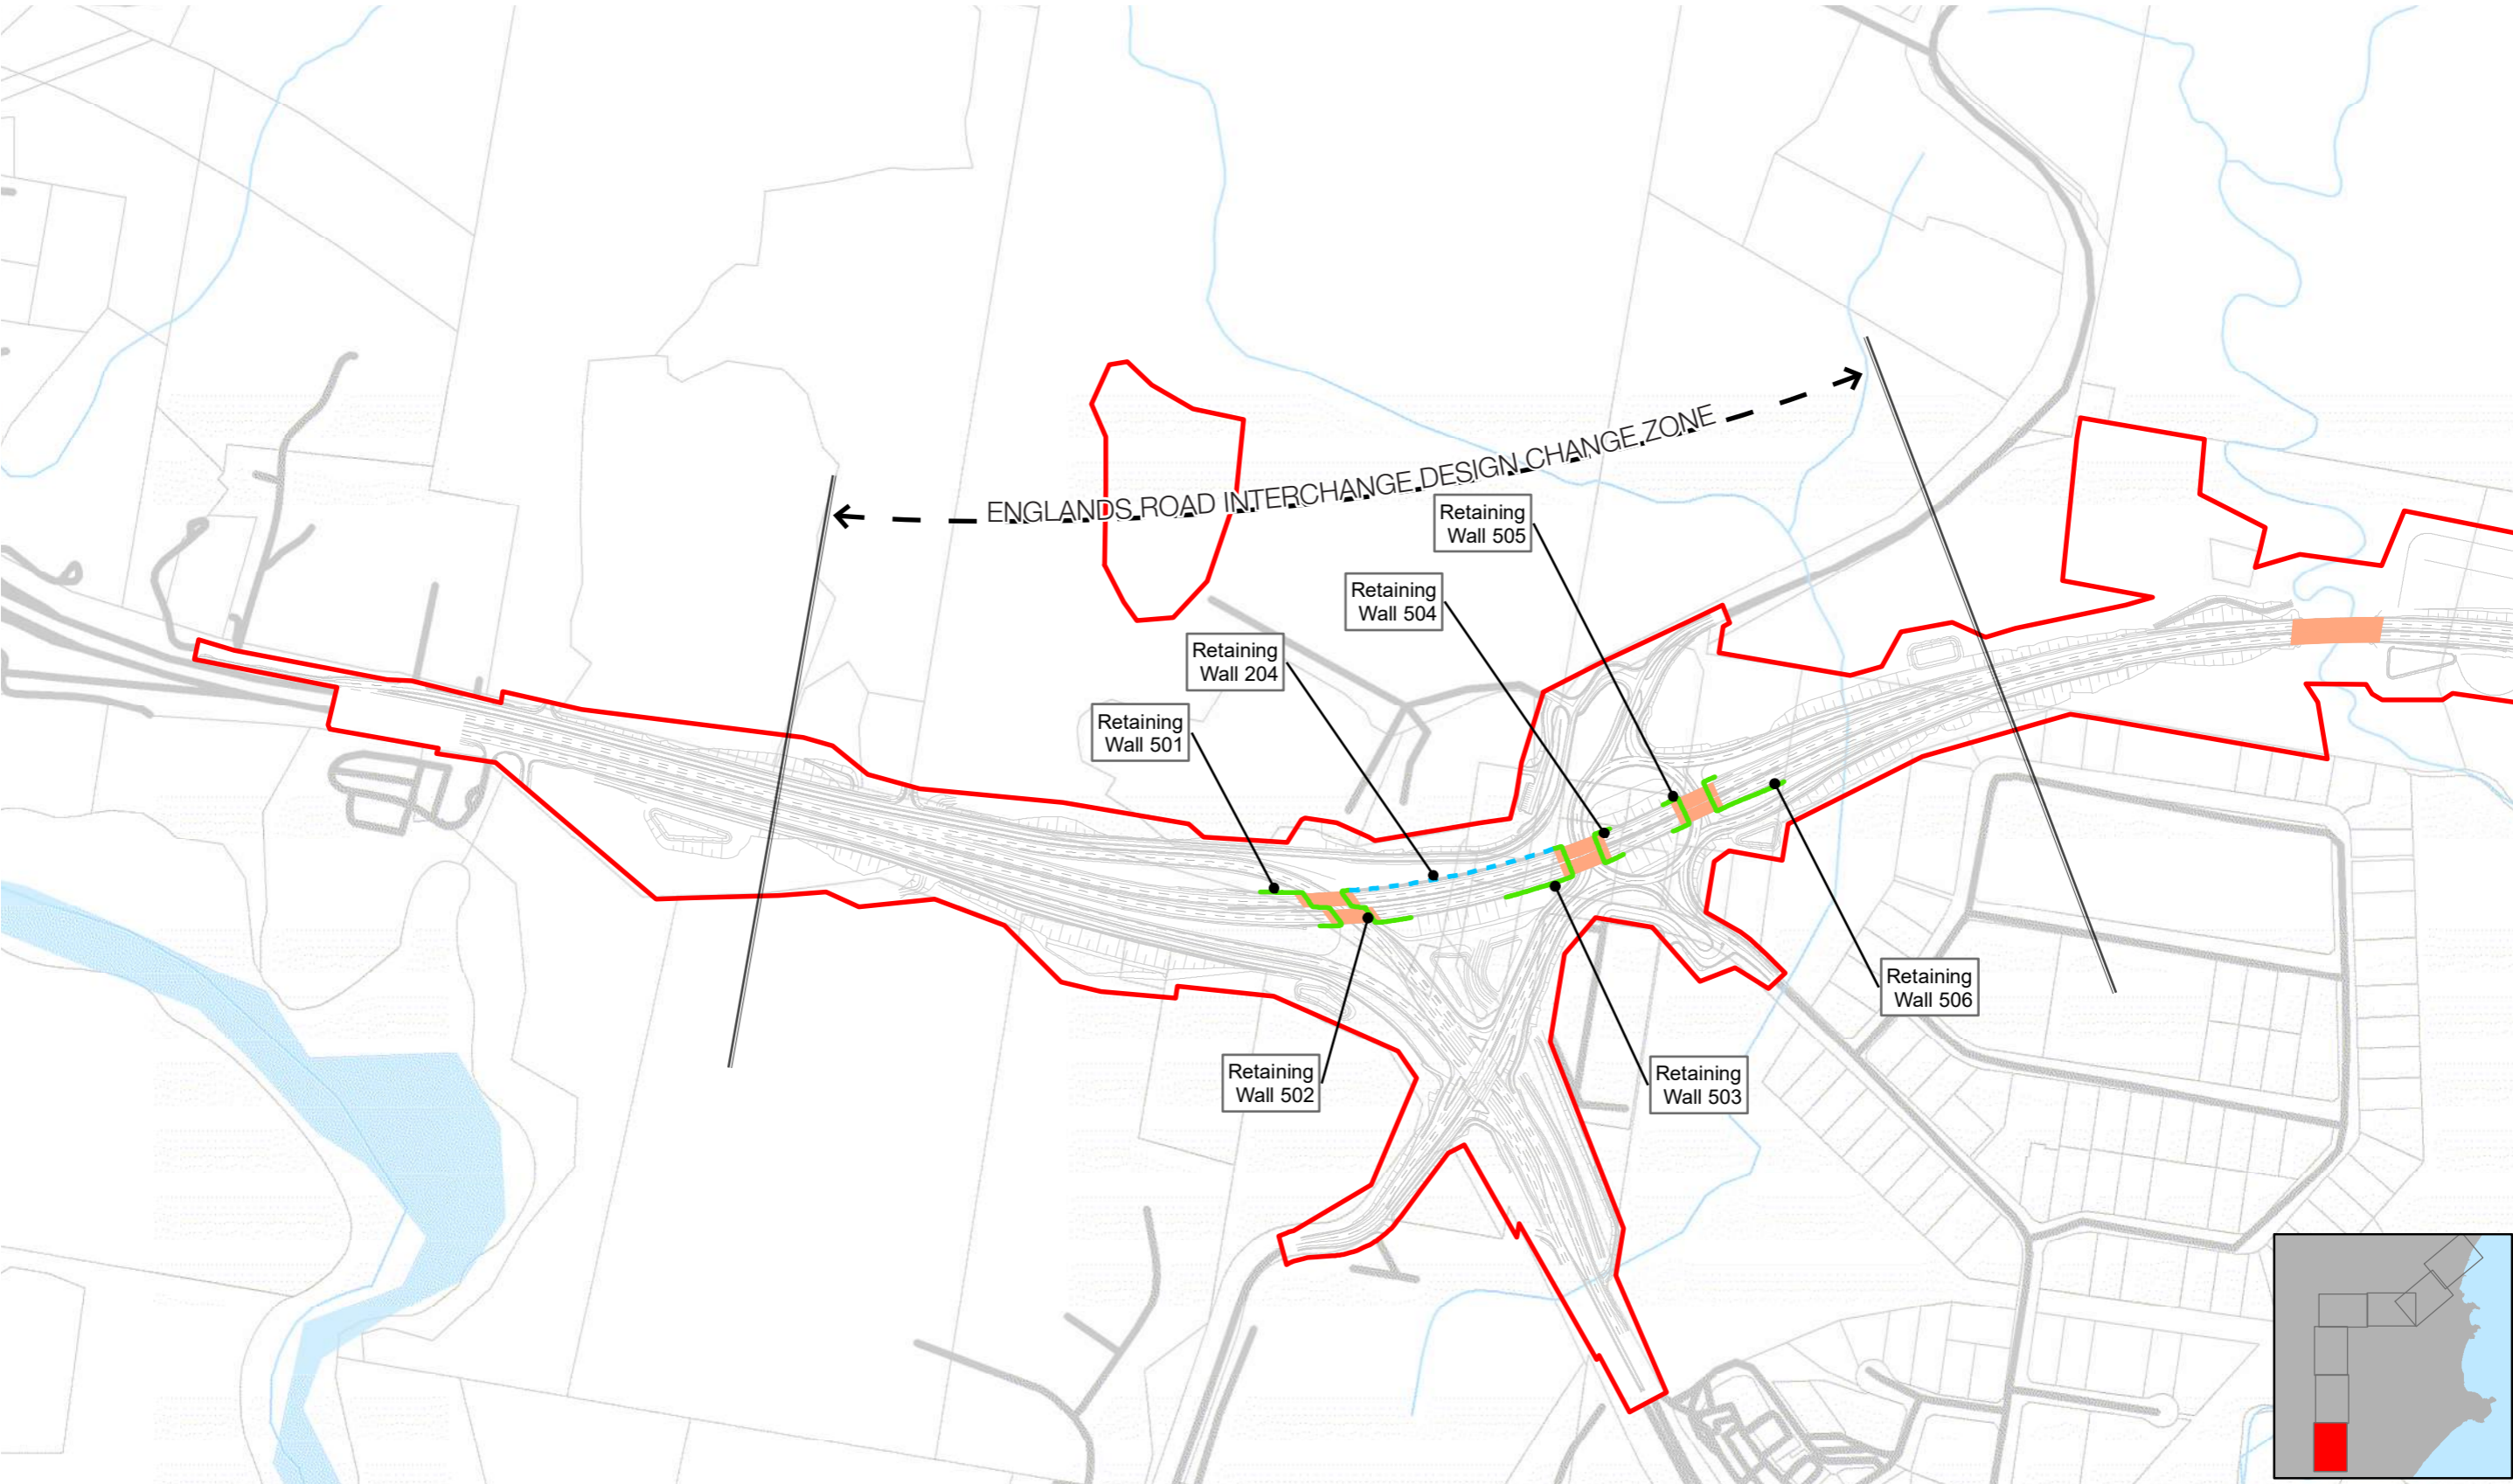 ENGLANDS ROAD INTERCHANGE DESIGN CHANGE ZONE
Retaining
Wall 505
Retaining
Wall 504
Retaining
Wall 204
Retaining
Wall 501
Retaining
Wall 506
Retaining
Wall 502
Retaining
Wall 503